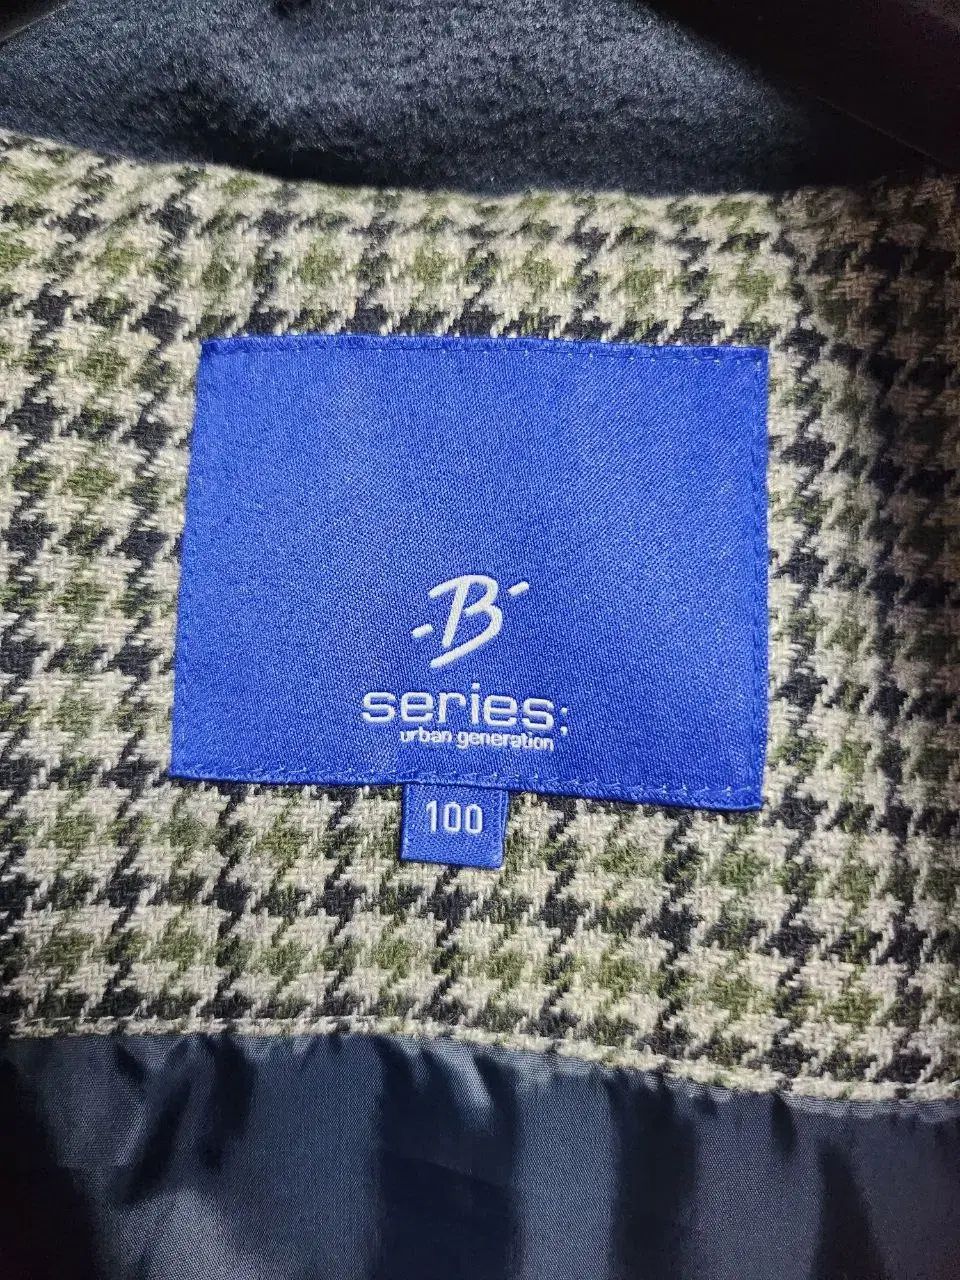 B
series;
urban generation
100